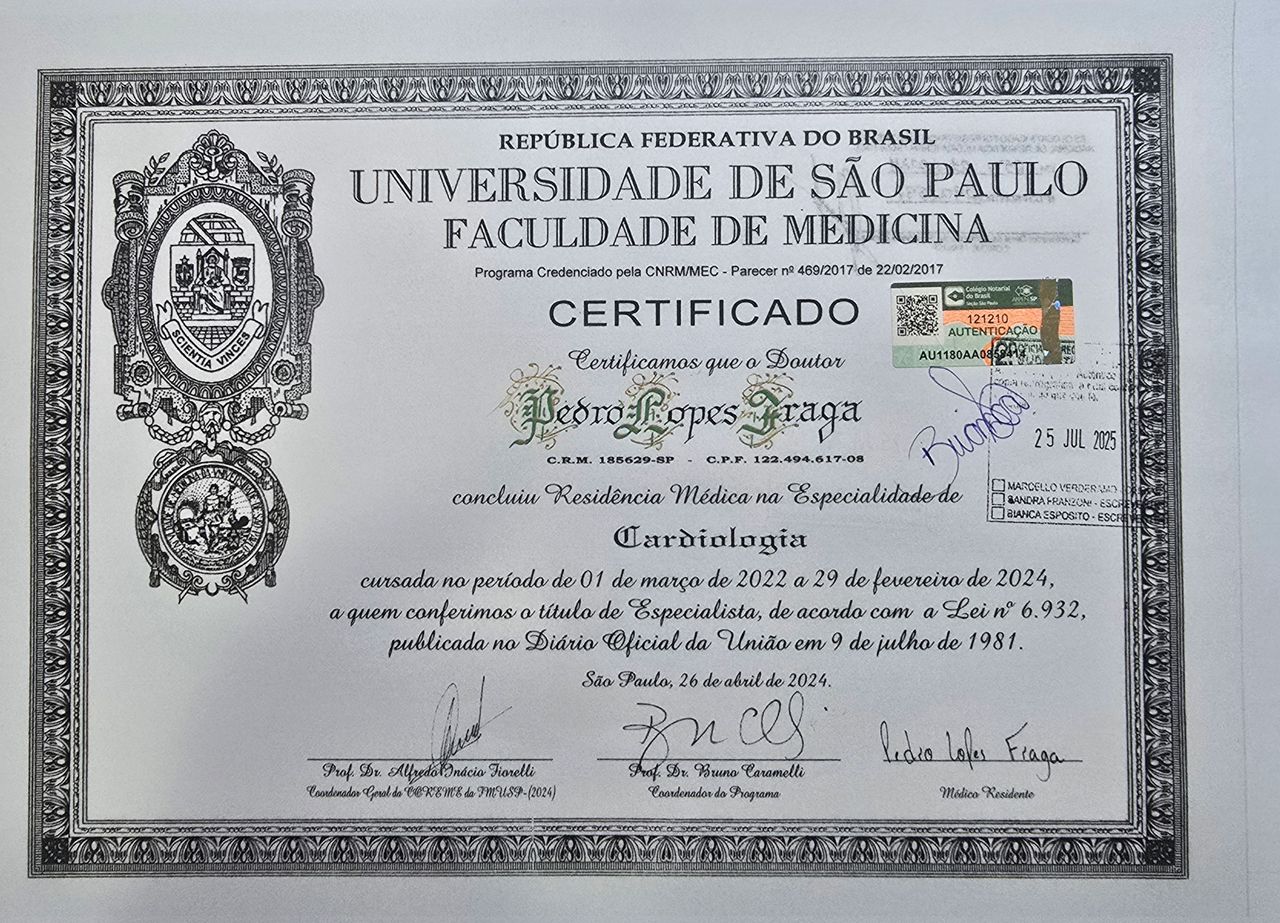 REPÚBLICA FEDERATIVA DO BRASIL
UNIVERSIDADE DE SÃO PAULO
FACULDADE DE MEDICINA
Programa Credenciado pela CNRM/MEC - Parecer nº 469/2017 de 22/02/2017
CERTIFICADO
Colégio Notarial
do Brasil
Seção São Paulo
121210
AUTENTICAÇÃO
Certificamos que o Doutor
Pedro Lopes Fraga
C.R.M. 185629-SP - C.P.F. 122.494.617-08
25 JUL 2025
MARCELLO VERDERAMO
SANDRA FRANZONI - ESCREVE
BIANCA ESPOSITO - ESCREVE
concluiu Residência Médica na Especialidade de
Cardiologia
cursada no período de 01 de março de 2022 a 29 de fevereiro de 2024,
a quem conferimos o título de Especialista, de acordo com a Lei nº 6.932,
publicada no Diário Oficial da União em 9 de julho de 1981.
São Paulo, 26 de abril de 2024.
SCIENTIA VINCES
Pedro Lopes Fraga
Prof. Dr. Alfredo Inácio Fiorelli
Prof. Dr. Bruno Caramelli
Coordenador Geral da COREME da FMUSP-(2024)
Coordenador do Programa
Médico Residente